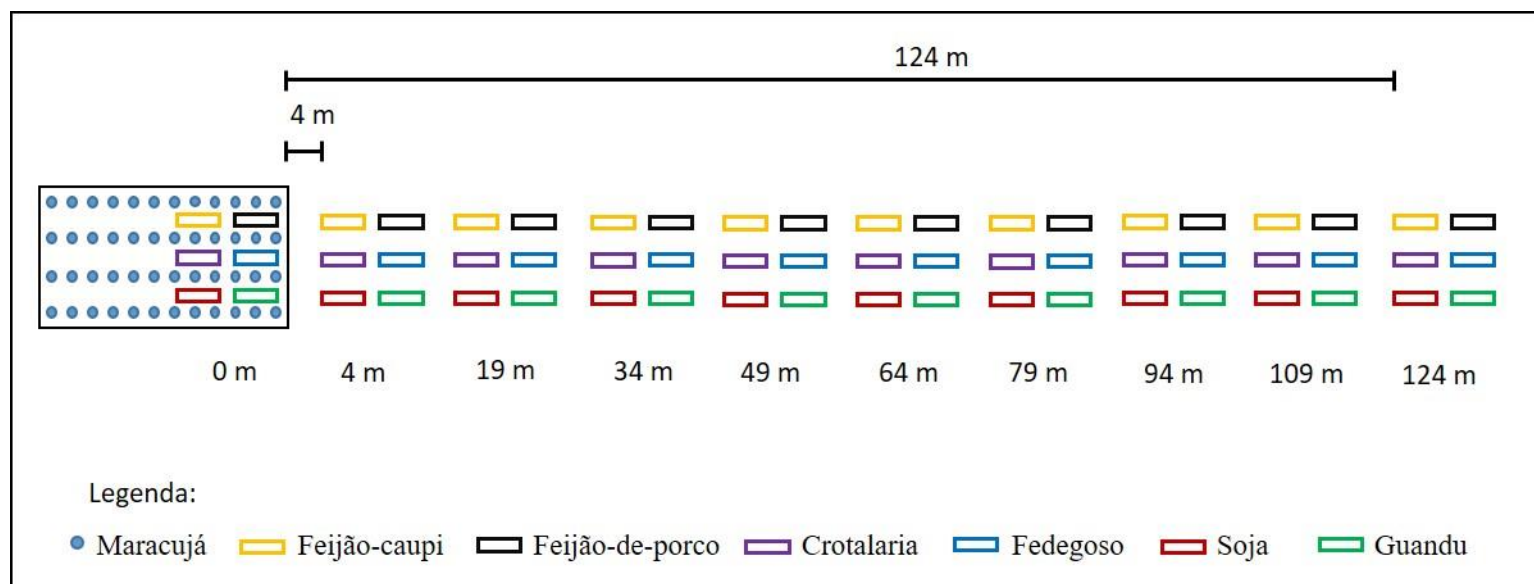 124 m
4 m
0 m 4 m 19 m 34 m 49 m 64 m 79 m 94 m 109 m 124 m
Legenda:
Maracujá Feijão-caupi Feijão-de-porco Crotalaria Fedegoso Soja Guandu